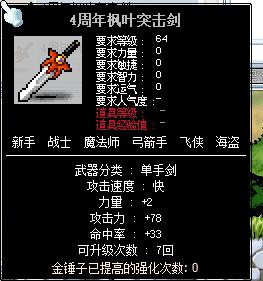 4周年枫叶突击剑
要求等级： 64
要求力量： 0
要求敏捷： 0
要求智力： 0
要求运气： 0
要求人气度： -
道具等级： -
道具经验值： -
新手 战士 魔法师 弓箭手 飞侠 海盗
武器分类 : 单手剑
攻击速度 : 快
力量 : +2
攻击力 : +78
命中率 : +33
可升级次数 : 7回
金锤子已提高的强化次数: 0